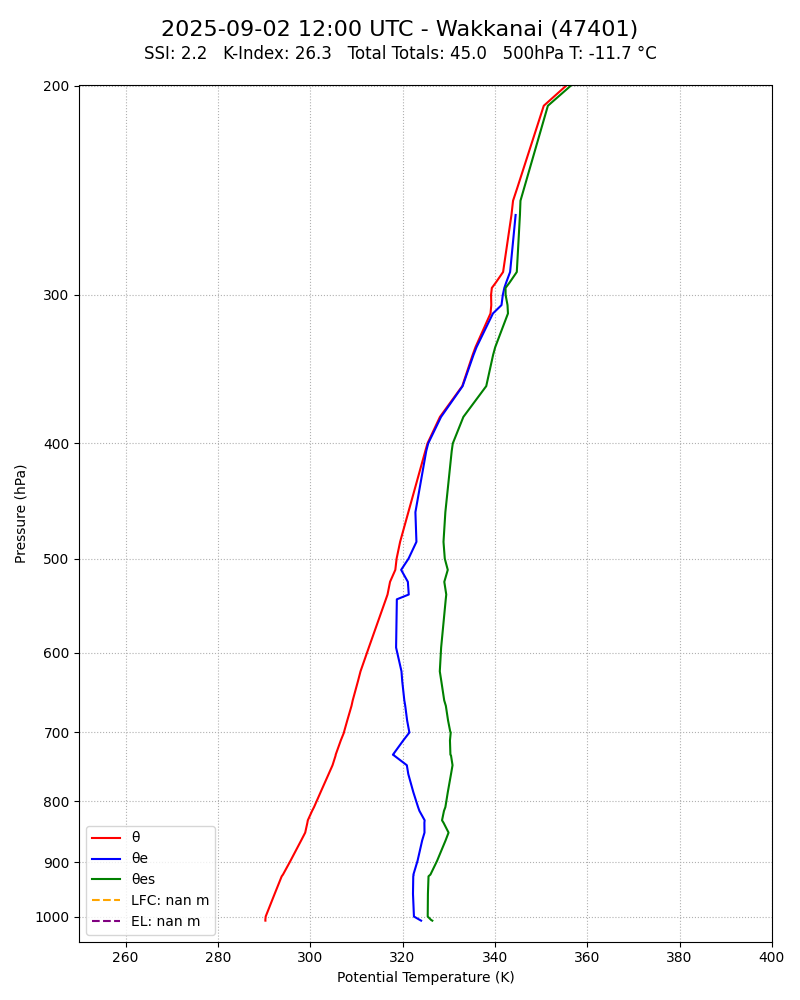 2025-09-02 12:00 UTC - Wakkanai (47401)
SSI: 2.2   K-Index: 26.3   Total Totals: 45.0   500hPa T: -11.7 °C
200
300
400
500
600
700
800
900
1000
Pressure (hPa)
θ
θe
θes
LFC: nan m
EL: nan m
260
280
300
320
340
360
380
400
Potential Temperature (K)